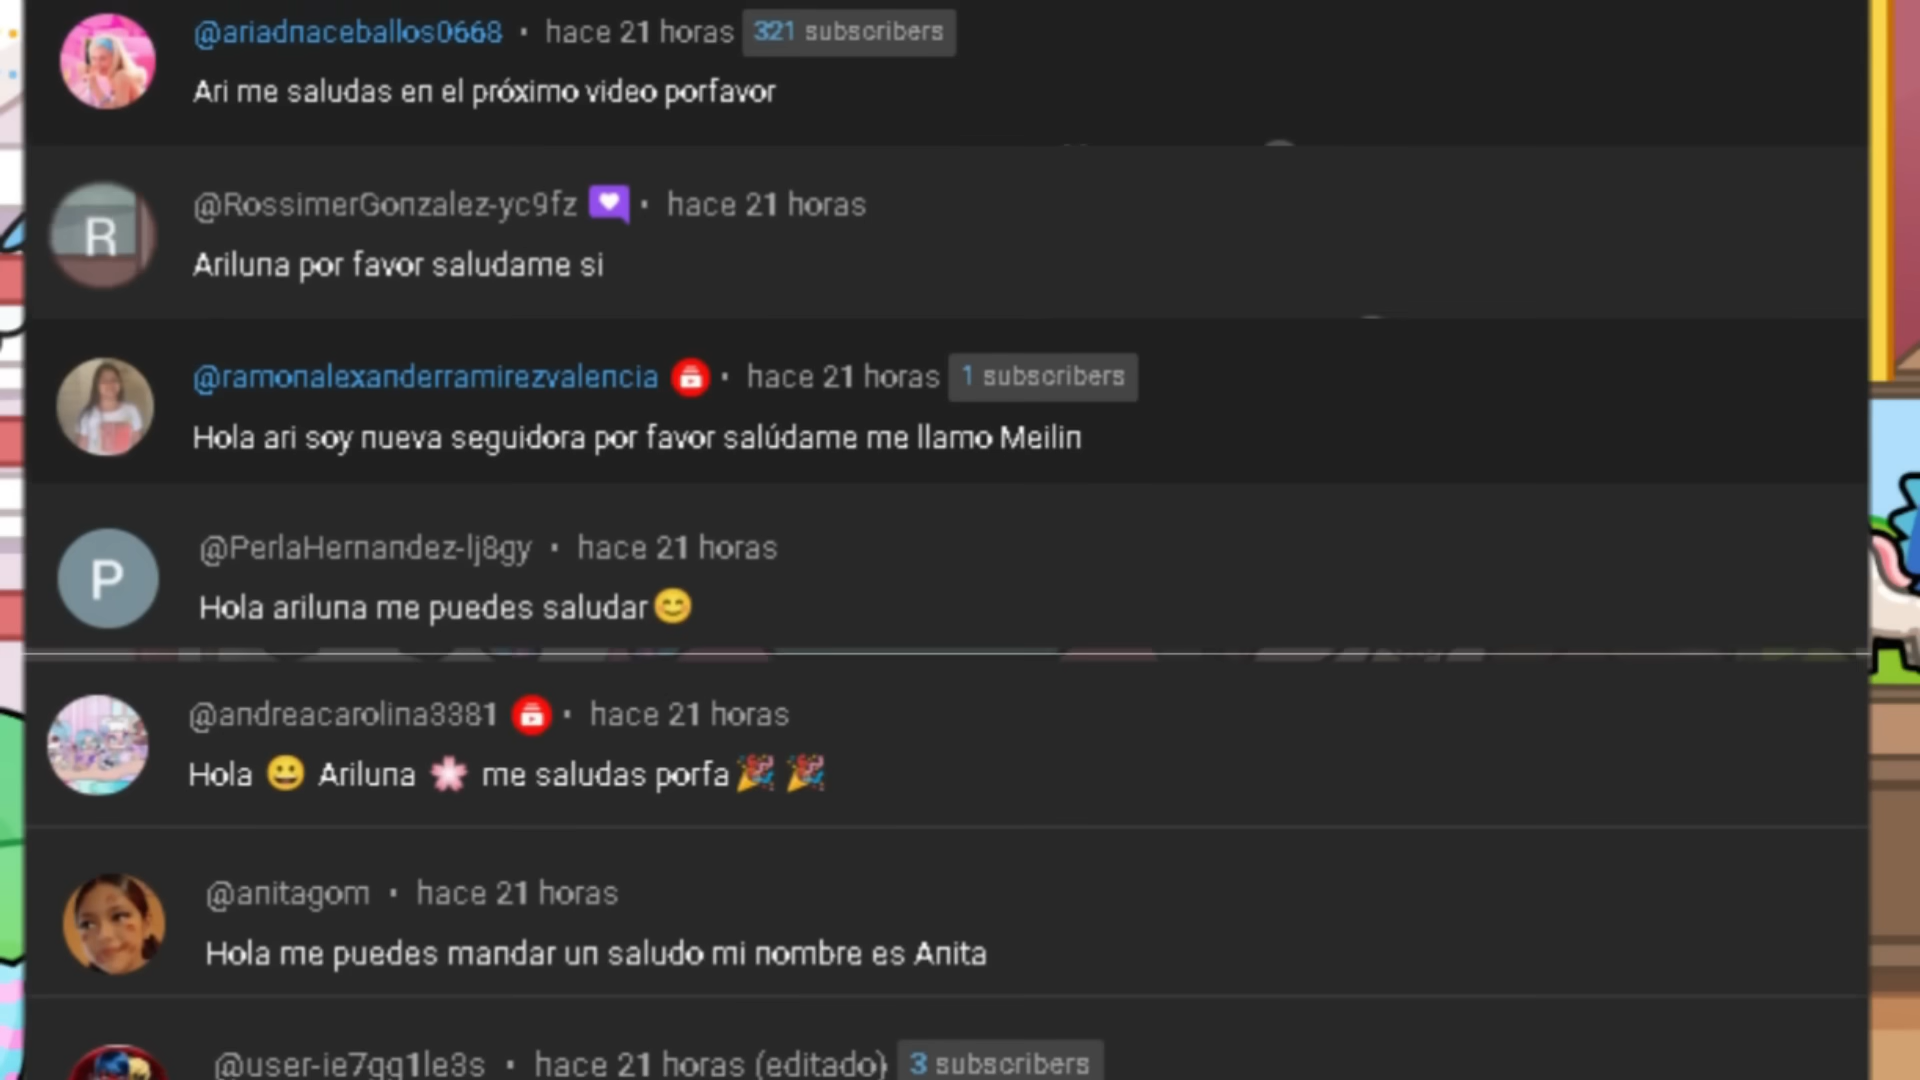 @ariadnaceballos0668 · hace 21 horas 321 subscribers
Ari me saludas en el próximo video porfavor
R
@RossimerGonzalez-yc9fz · hace 21 horas
Ariluna por favor saludame si
@ramonalexanderramirezvalencia · hace 21 horas 1 subscribers
Hola ari soy nueva seguidora por favor salúdame me llamo Meilin
P
@PerlaHernandez-lj8gy · hace 21 horas
Hola ariluna me puedes saludar😊
@andreacarolina3381 · hace 21 horas
Hola 😀 Ariluna 🌸 me saludas porfa🎉 🎉
@anitagom · hace 21 horas
Hola me puedes mandar un saludo mi nombre es Anita
@user-ie7gg1le3s · hace 21 horas (editado) 3 subscribers